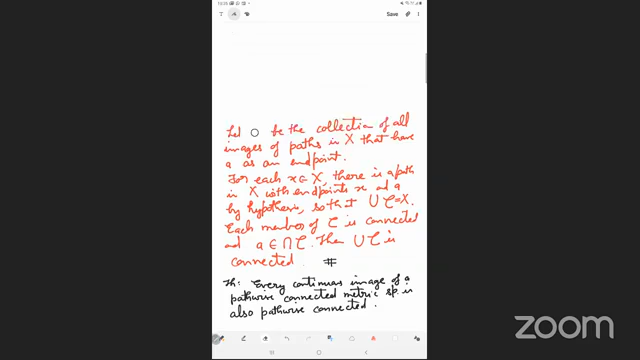 Save
Let be the collection of all
images of paths in X that have
a as an endpoint.
For each x ∈ X, there is a path
in X with endpoints x and a
by hypothesis, so that ∪ C = X.
Each member of C is connected
and a ∈ ∩ C. Then ∪ C is
connected. #
Th: Every continuous image of a
pathwise connected metric sp. is
also pathwise connected.
zoom